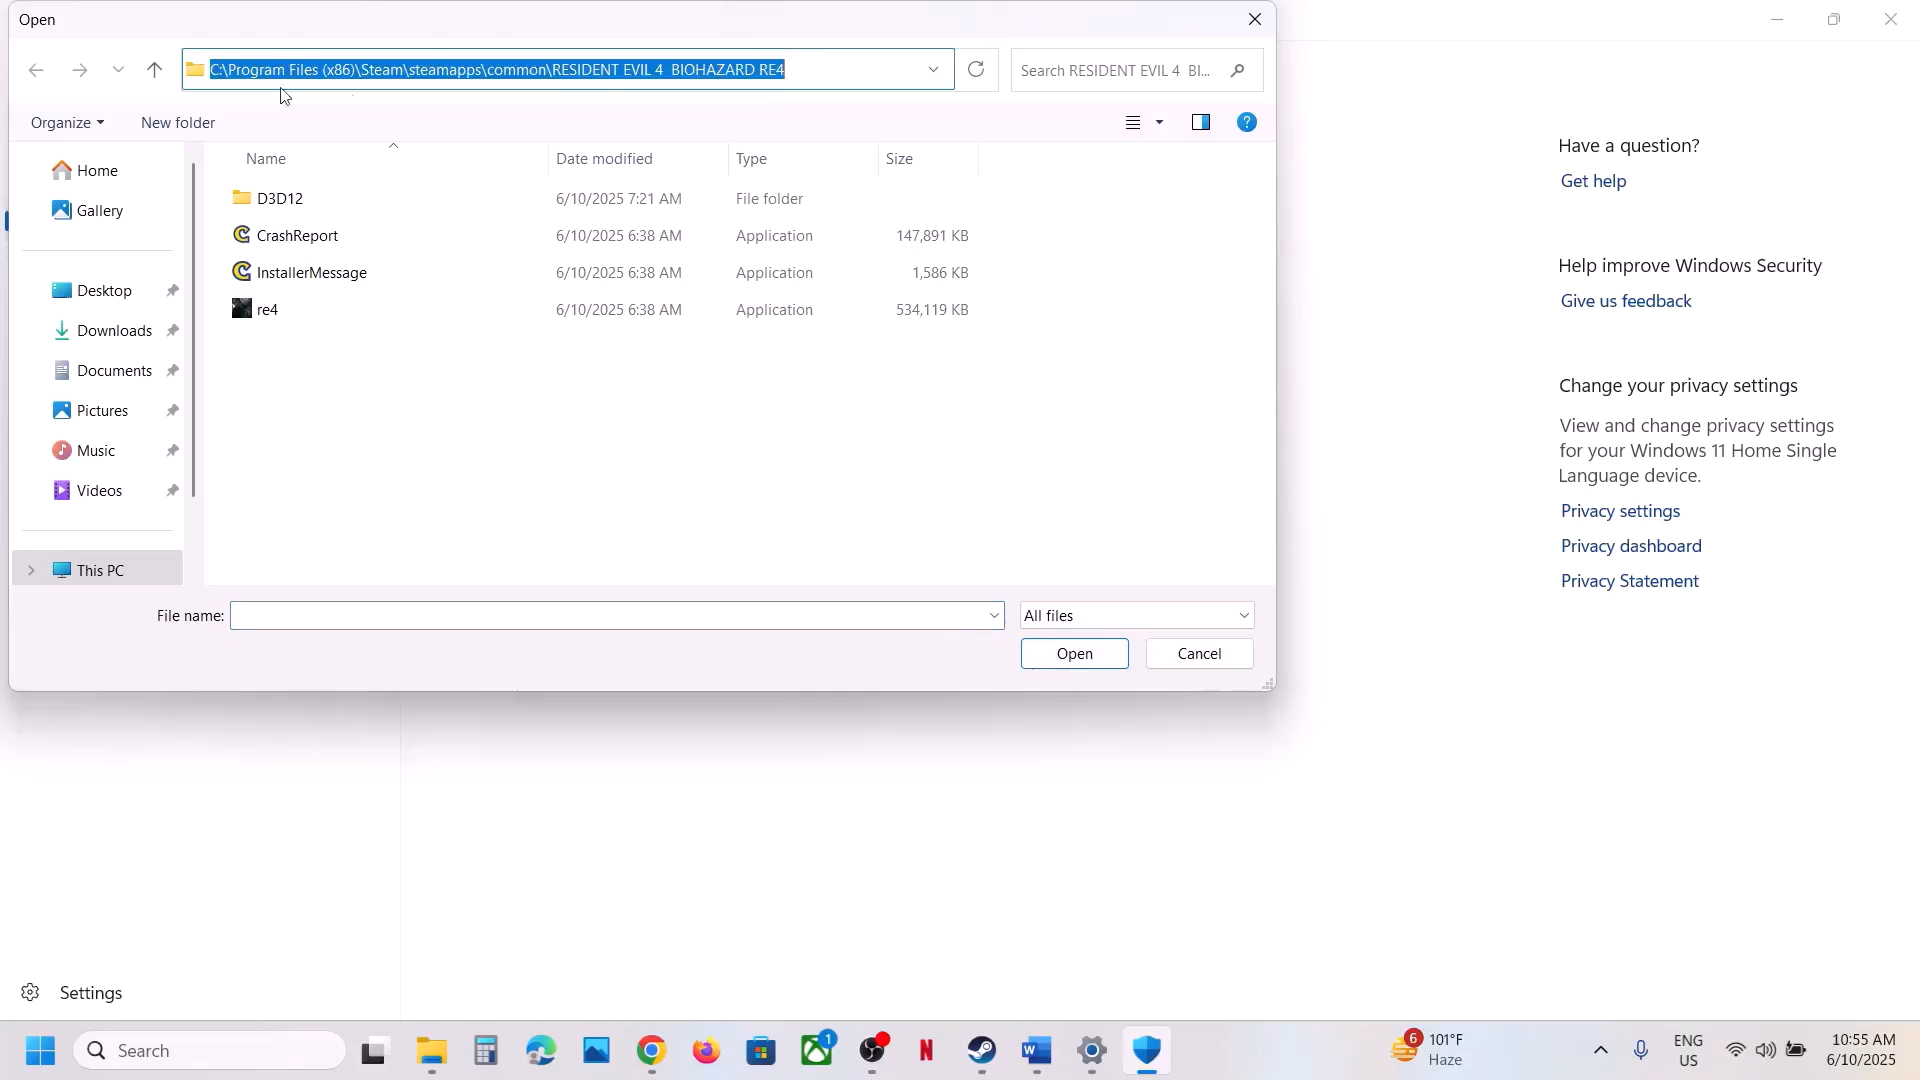 Open
C:\Program Files (x86)\Steam\steamapps\common\RESIDENT EVIL 4  BIOHAZARD RE4
Search RESIDENT EVIL 4  BI...
Organize
New folder
Name
Date modified
Type
Size
Home
Gallery
Desktop
Downloads
Documents
Pictures
Music
Videos
This PC
D3D12 6/10/2025 7:21 AM File folder
CrashReport 6/10/2025 6:38 AM Application 147,891 KB
InstallerMessage 6/10/2025 6:38 AM Application 1,586 KB
re4 6/10/2025 6:38 AM Application 534,119 KB
File name:
All files
Open
Cancel
Have a question?
Get help
Help improve Windows Security
Give us feedback
Change your privacy settings
View and change privacy settings
for your Windows 11 Home Single
Language device.
Privacy settings
Privacy dashboard
Privacy Statement
Settings
Search
1
6
101°F
Haze
ENG
US
10:55 AM
6/10/2025